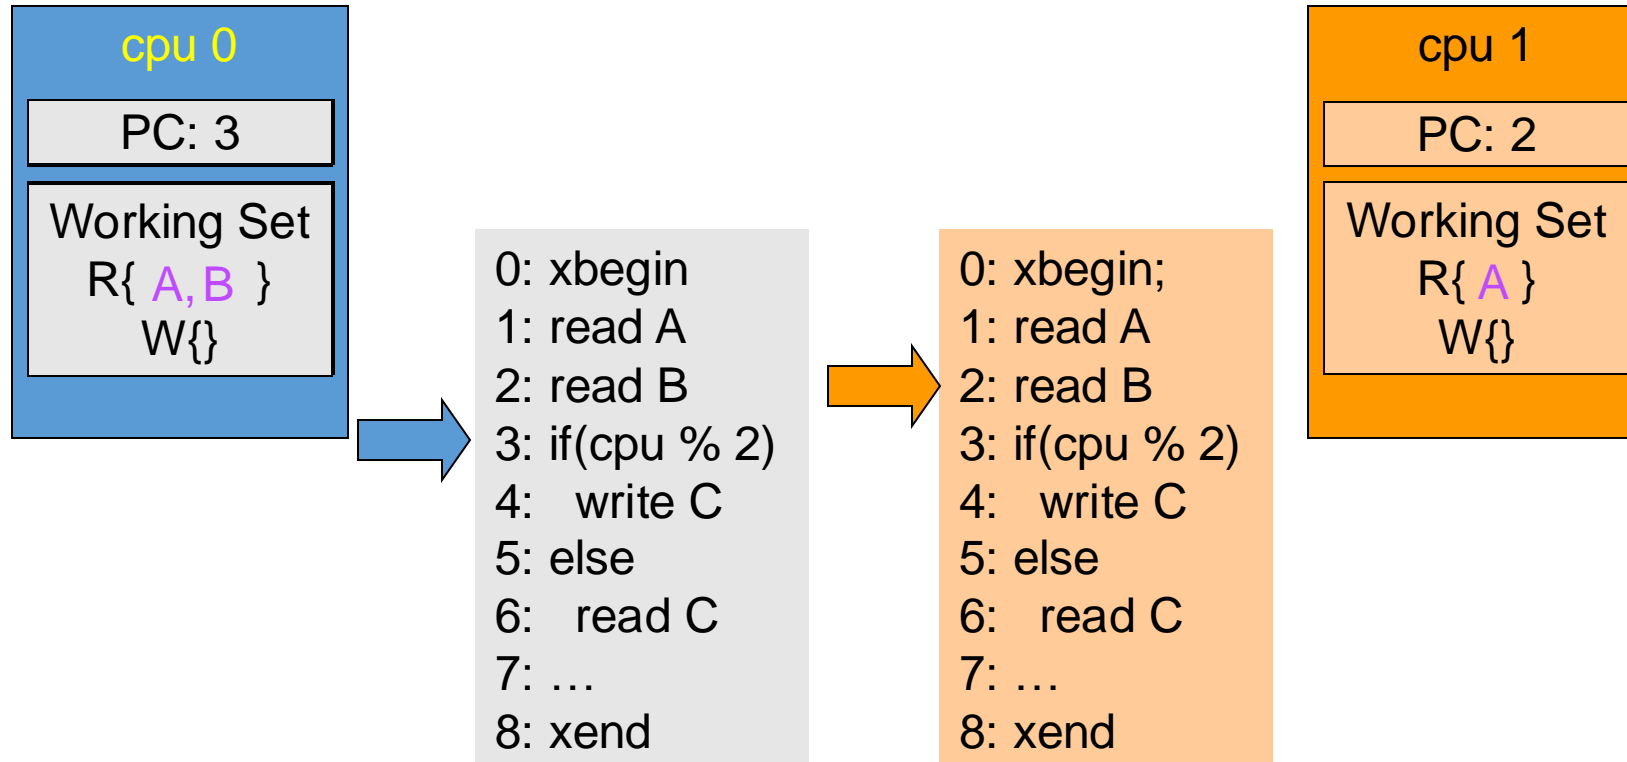 cpu 0
PC: 3
Working Set
R{ A, B }
W{}
0: xbegin
1: read A
2: read B
3: if(cpu % 2)
4: write C
5: else
6: read C
7: …
8: xend
0: xbegin;
1: read A
2: read B
3: if(cpu % 2)
4: write C
5: else
6: read C
7: …
8: xend
cpu 1
PC: 2
Working Set
R{ A }
W{}